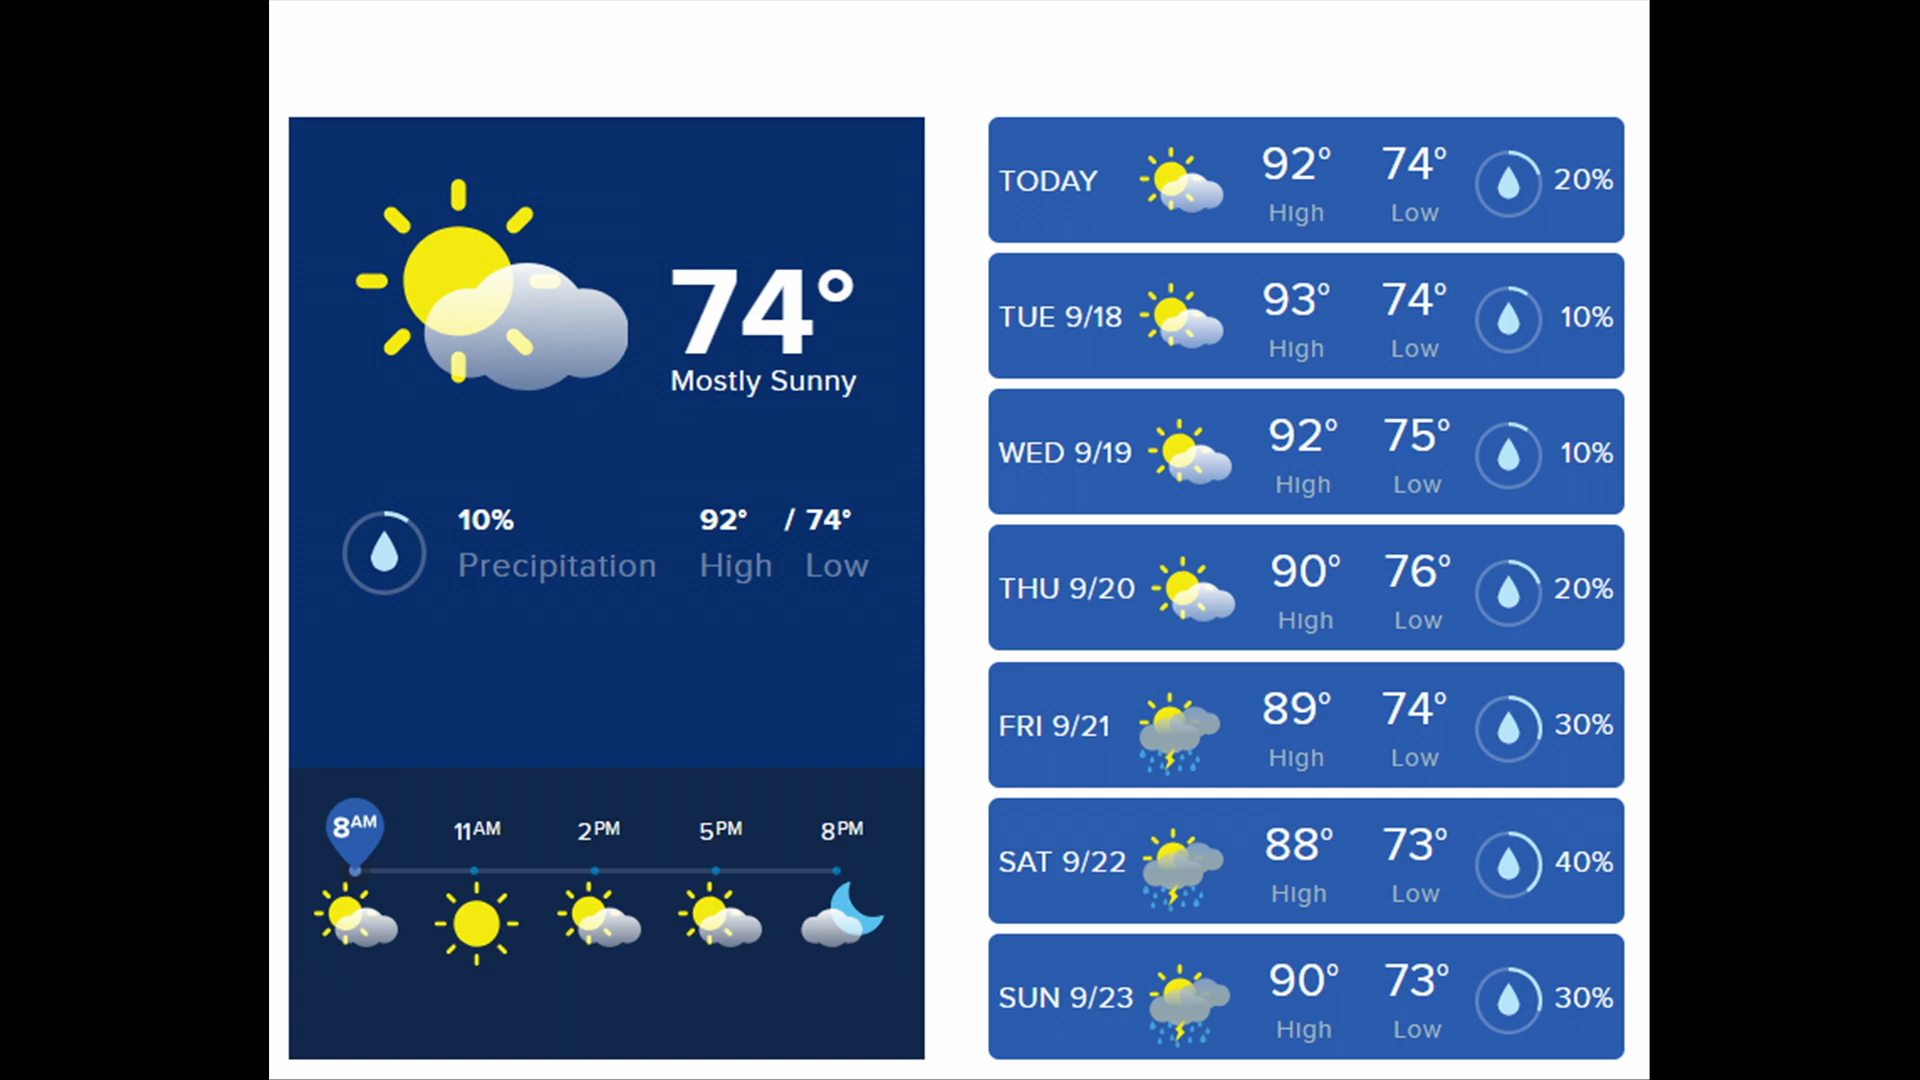 74°
Mostly Sunny
10%
Precipitation
92° / 74°
High Low
8AM 11AM 2PM 5PM 8PM
TODAY 92° 74° 20%
High Low
TUE 9/18 93° 74° 10%
High Low
WED 9/19 92° 75° 10%
High Low
THU 9/20 90° 76° 20%
High Low
FRI 9/21 89° 74° 30%
High Low
SAT 9/22 88° 73° 40%
High Low
SUN 9/23 90° 73° 30%
High Low